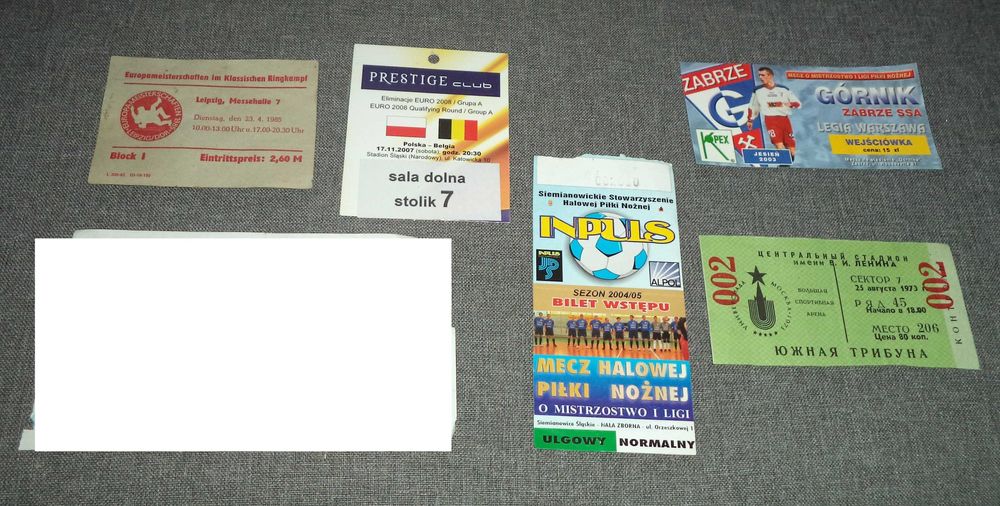 Europameisterschaften im Klassischen Ringkampf
Leipzig, Messehalle 7
Dienstag, den 23. 4. 1985
10.00-13.00 Uhr u. 17.00-20.30 Uhr
Block I
Eintrittspreis: 2,60 M
PRESTIGE CLUB
Eliminacje EURO 2008 / Grupa A
EURO 2008 Qualifying Round / Group A
Polska - Belgia
17.11.2007 (sobota), godz. 20:30
Stadion Śląski (Narodowy), ul. Katowicka 10
sala dolna
stolik 7
Siemianowickie Stowarzyszenie
Halowej Piłki Nożnej
INPULS
INPULS
ALPOL
SEZON 2004/05
BILET WSTĘPU
MECZ HALOWEJ
PIŁKI NOŻNEJ
O MISTRZOSTWO I LIGI
Siemianowice Śląskie - HALA ZBORNA - ul. Orzeszkowej 1
ULGOWY NORMALNY
ZABRZE
MECZ O MISTRZOSTWO I LIGI PIŁKI NOŻNEJ
GÓRNIK
ZABRZE SSA
LEGIA WARSZAWA
WEJŚCIÓWKA
cena: 15 zł
JESIEŃ
2003
002
ЦЕНТРАЛЬНЫЙ СТАДИОН
имени В. И. ЛЕНИНА
УНИВЕРСИАДА МОСКВА-1973
БОЛЬШАЯ
СПОРТИВНАЯ
АРЕНА
СЕКТОР 7
25 августа 1973
РЯД 45
Начало в 18.00
МЕСТО 206
Цена 80 коп.
ЮЖНАЯ ТРИБУНА
002
КОНТ